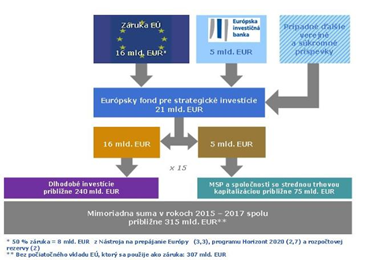 Záruka EÚ
16 mld. EUR*
Európska
investičná
banka
5 mld. EUR
Prípadné ďalšie
verejné
a súkromné
príspevky
Európsky fond pre strategické investície
21 mld. EUR
16 mld. EUR
5 mld. EUR
x 15
Dlhodobé investície
približne 240 mld. EUR
MSP a spoločnosti so strednou trhovou
kapitalizáciou približne 75 mld. EUR
Mimoriadna suma v rokoch 2015 – 2017 spolu
približne 315 mld. EUR**
* 50 % záruka = 8 mld. EUR z Nástroja na prepájanie Európy (3,3), programu Horizont 2020 (2,7) a rozpočtovej
rezervy (2)
** Bez počiatočného vkladu EÚ, ktorý sa použije ako záruka: 307 mld. EUR